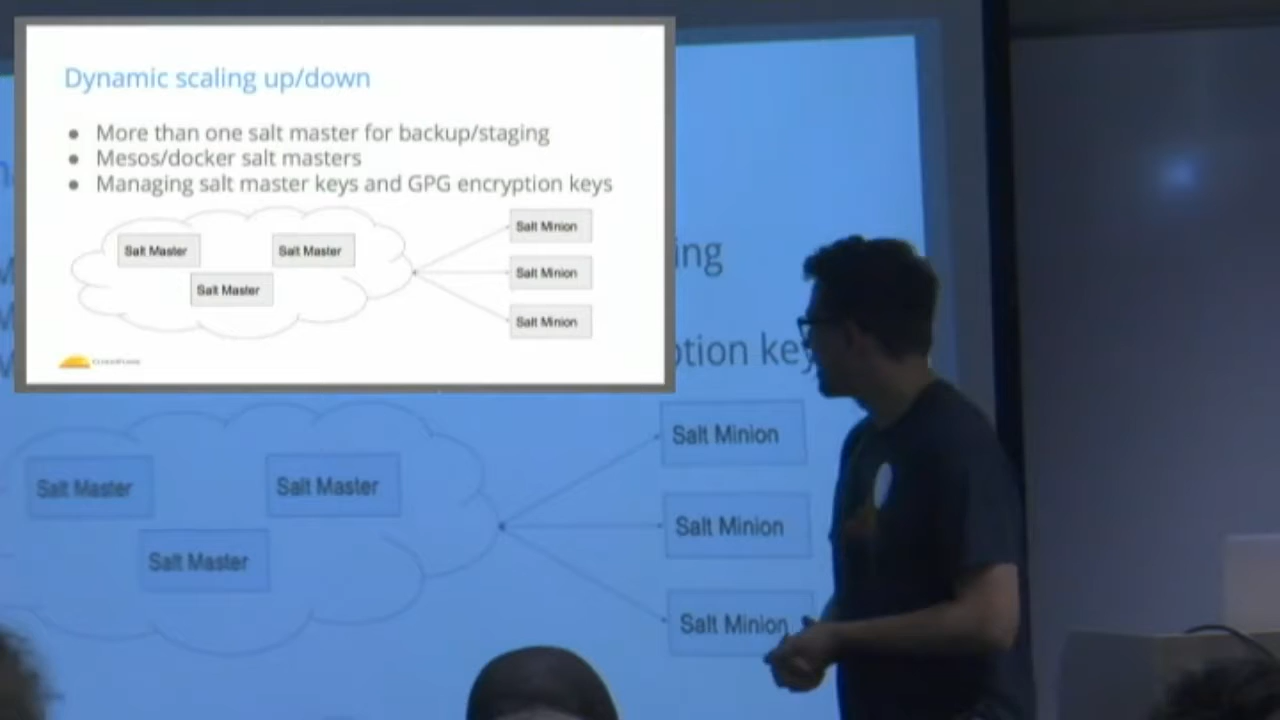 Dynamic scaling up/down
● More than one salt master for backup/staging
● Mesos/docker salt masters
● Managing salt master keys and GPG encryption keys
Salt Master
Salt Master
Salt Master
Salt Minion
Salt Minion
Salt Minion
CLOUDFLARE
ing
ption key
Salt Master
Salt Master
Salt Master
Salt Minion
Salt Minion
Salt Minion